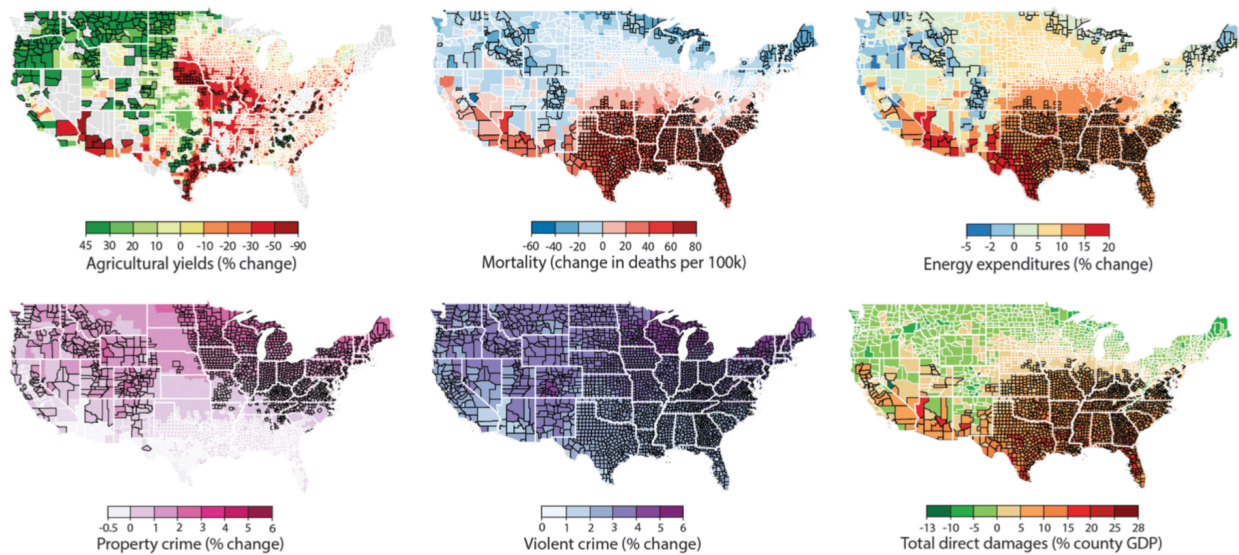 45 30 20 10 0 -10 -20 -30 -50 -90
Agricultural yields (% change)
-60 -40 -20 0 20 40 60 80
Mortality (change in deaths per 100k)
-5 -2 0 5 10 15 20
Energy expenditures (% change)
-0.5 0 1 2 3 4 5 6
Property crime (% change)
0 1 2 3 4 5 6
Violent crime (% change)
-13 -10 -5 0 5 10 15 20 25 28
Total direct damages (% county GDP)